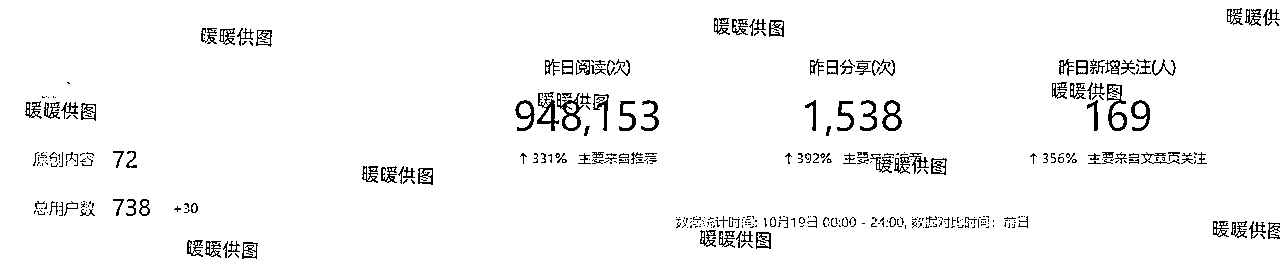 暖暖供图
暖暖供图
暖暖供
昨日阅读(次)
昨日分享(次)
昨日新增关注(人)
暖暖供图
暖暖供图
暖暖供图
948,153
1,538
169
原创内容 72
↑ 331% 主要来自推荐
↑ 392% 主要来自推荐
↑ 356% 主要来自文章页关注
暖暖供图
暖暖供图
总用户数 738 +30
数据统计时间: 10月19日 00:00 - 24:00, 数据对比时间: 前日
暖暖供图
暖暖供图
暖暖供图